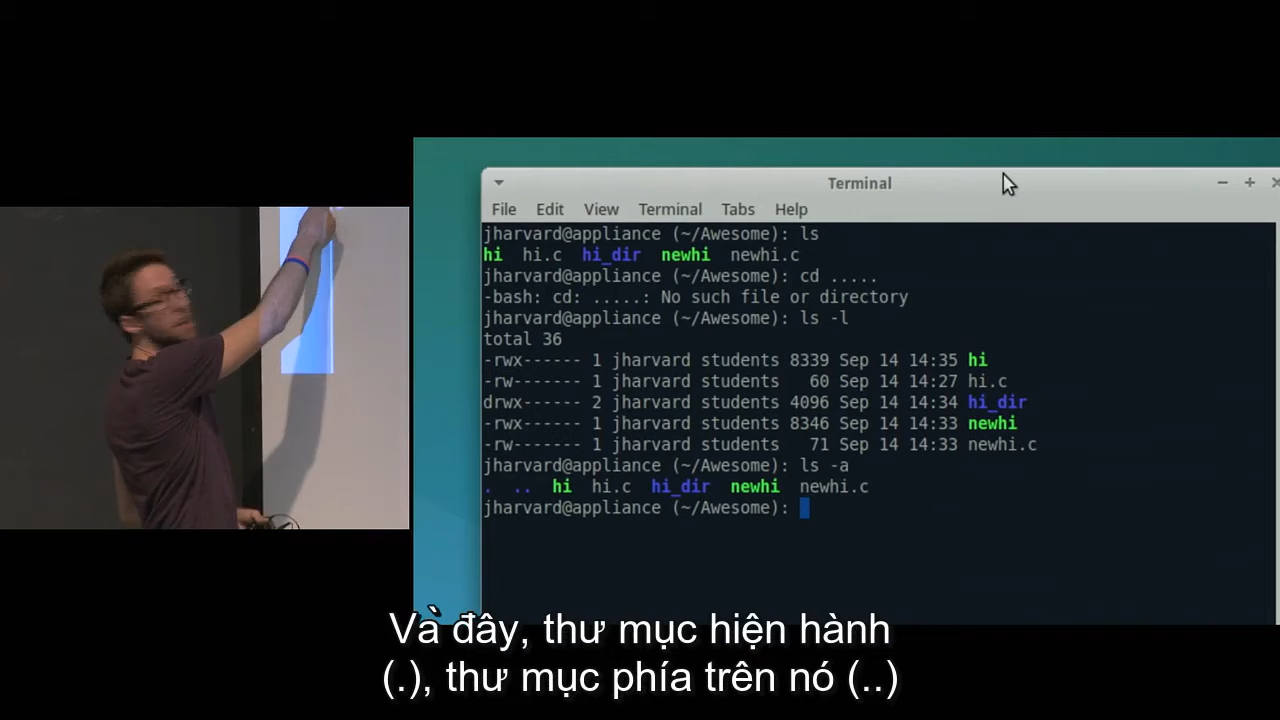 Terminal
File Edit View Terminal Tabs Help
jharvard@appliance (~/Awesome): ls
hi hi.c hi_dir newhi newhi.c
jharvard@appliance (~/Awesome): cd .....
-bash: cd: .....: No such file or directory
jharvard@appliance (~/Awesome): ls -l
total 36
-rwx------ 1 jharvard students 8339 Sep 14 14:35 hi
-rw------- 1 jharvard students   60 Sep 14 14:27 hi.c
drwx------ 2 jharvard students 4096 Sep 14 14:34 hi_dir
-rwx------ 1 jharvard students 8346 Sep 14 14:33 newhi
-rw------- 1 jharvard students   71 Sep 14 14:33 newhi.c
jharvard@appliance (~/Awesome): ls -a
. .. hi hi.c hi_dir newhi newhi.c
jharvard@appliance (~/Awesome):
Và đây, thư mục hiện hành
(.), thư mục phía trên nó (..)